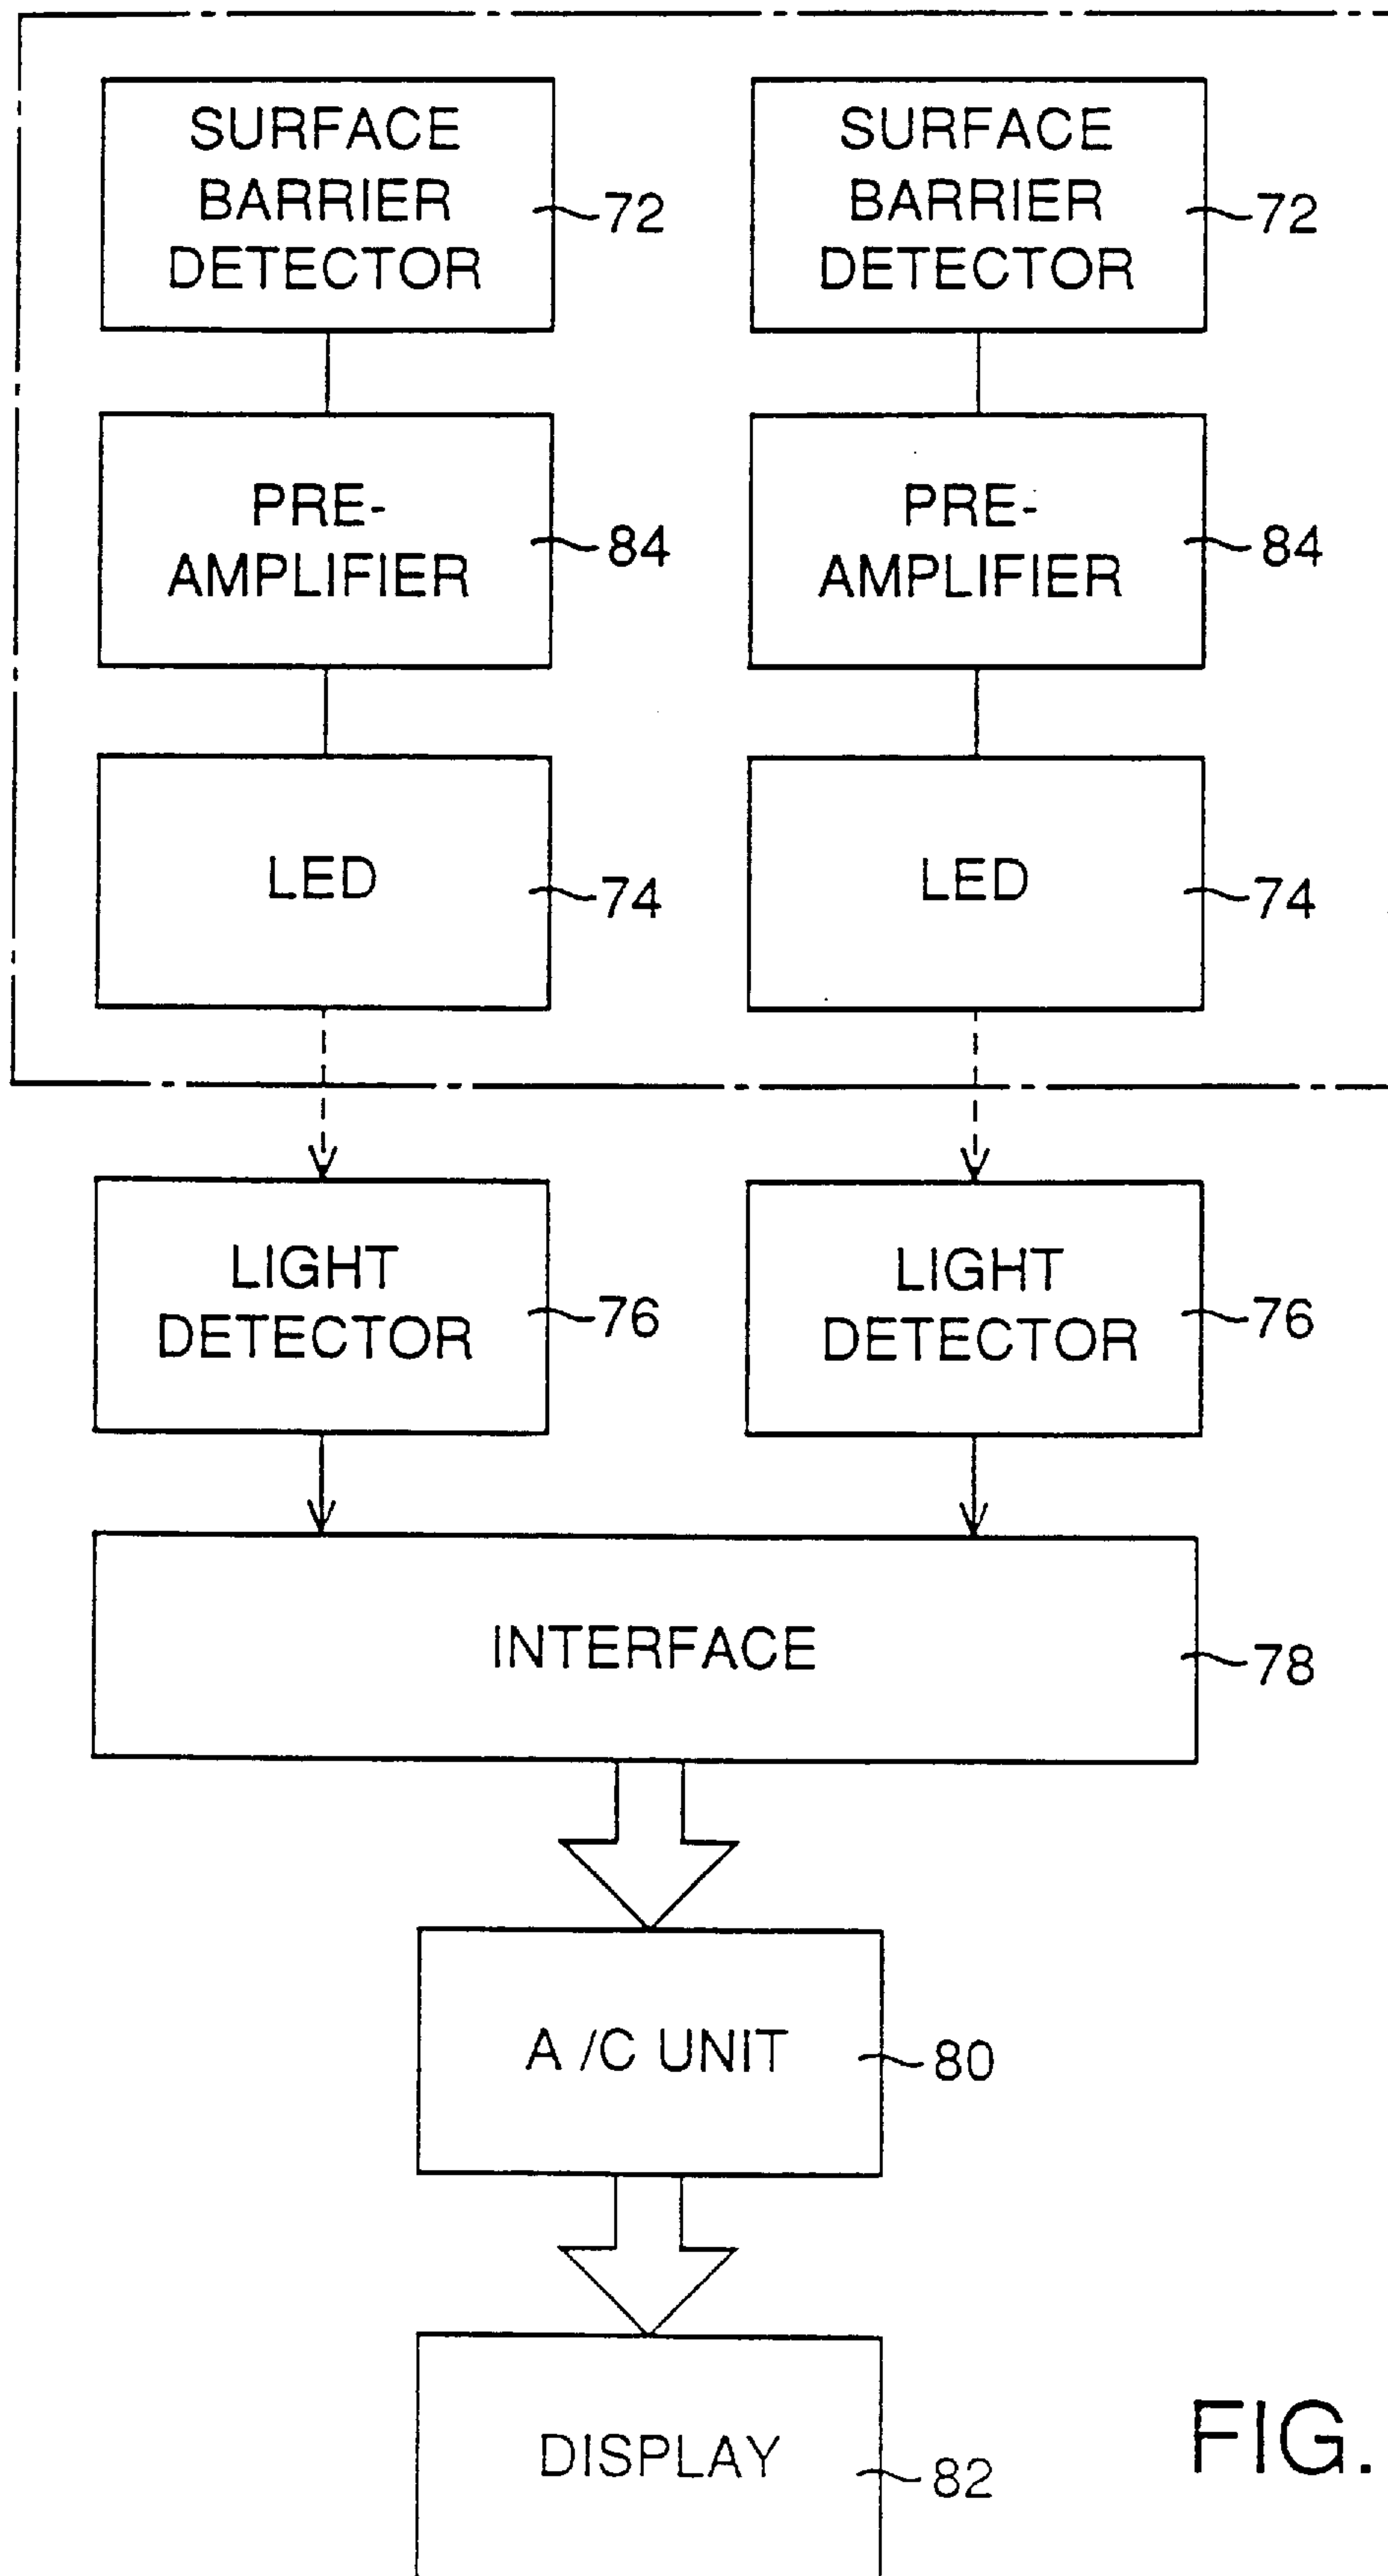 SURFACE
BARRIER
DETECTOR
72
SURFACE
BARRIER
DETECTOR
72
PRE-
AMPLIFIER
84
PRE-
AMPLIFIER
84
LED
74
LED
74
LIGHT
DETECTOR
76
LIGHT
DETECTOR
76
INTERFACE
78
A /C UNIT
80
DISPLAY
82
FIG.